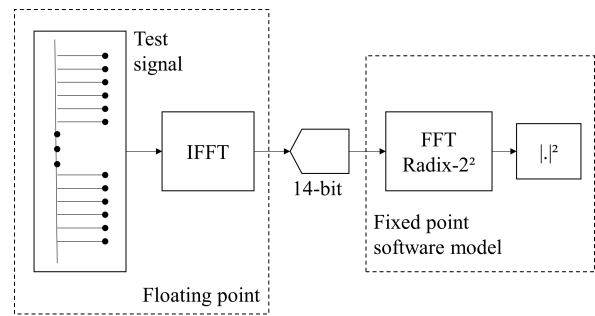 Test
signal
IFFT
14-bit
FFT
Radix-2²
|.|²
Fixed point
software model
Floating point